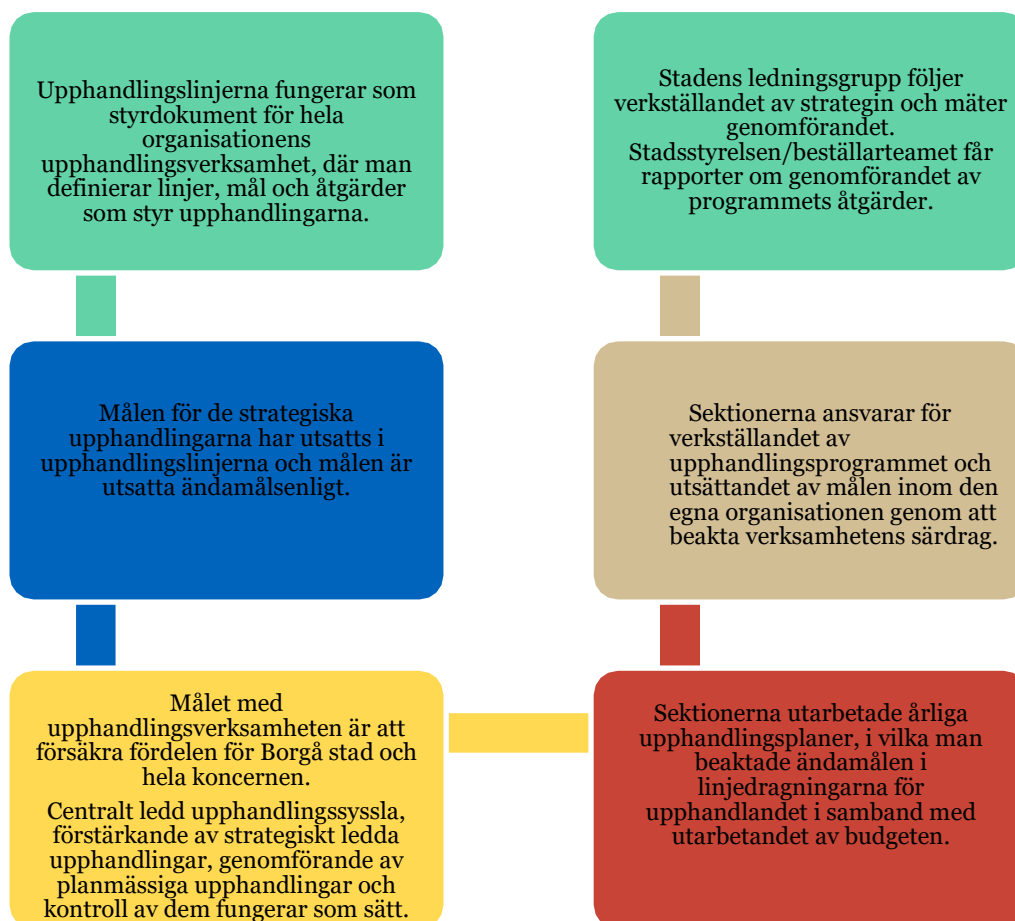 Upphandlingslinjerna fungerar som
styrdokument för hela
organisationens
upphandlingsverksamhet, där man
definierar linjer, mål och åtgärder
som styr upphandlingarna.
Målen för de strategiska
upphandlingarna har utsatts i
upphandlingslinjerna och målen är
utsatta ändamålsenligt.
Målet med
upphandlingsverksamheten är att
försäkra fördelen för Borgå stad och
hela koncernen.
Centralt ledd upphandlingssyssla,
förstärkande av strategiskt ledda
upphandlingar, genomförande av
planmässiga upphandlingar och
kontroll av dem fungerar som sätt.
Sektionerna utarbetade årliga
upphandlingsplaner, i vilka man
beaktade ändamålen i
linjedragningarna för
upphandlandet i samband med
utarbetandet av budgeten.
Sektionerna ansvarar för
verkställandet av
upphandlingsprogrammet och
utsättandet av målen inom den
egna organisationen genom att
beakta verksamhetens särdrag.
Stadens ledningsgrupp följer
verkställandet av strategin och mäter
genomförandet.
Stadsstyrelsen/beställarteamet får
rapporter om genomförandet av
programmets åtgärder.